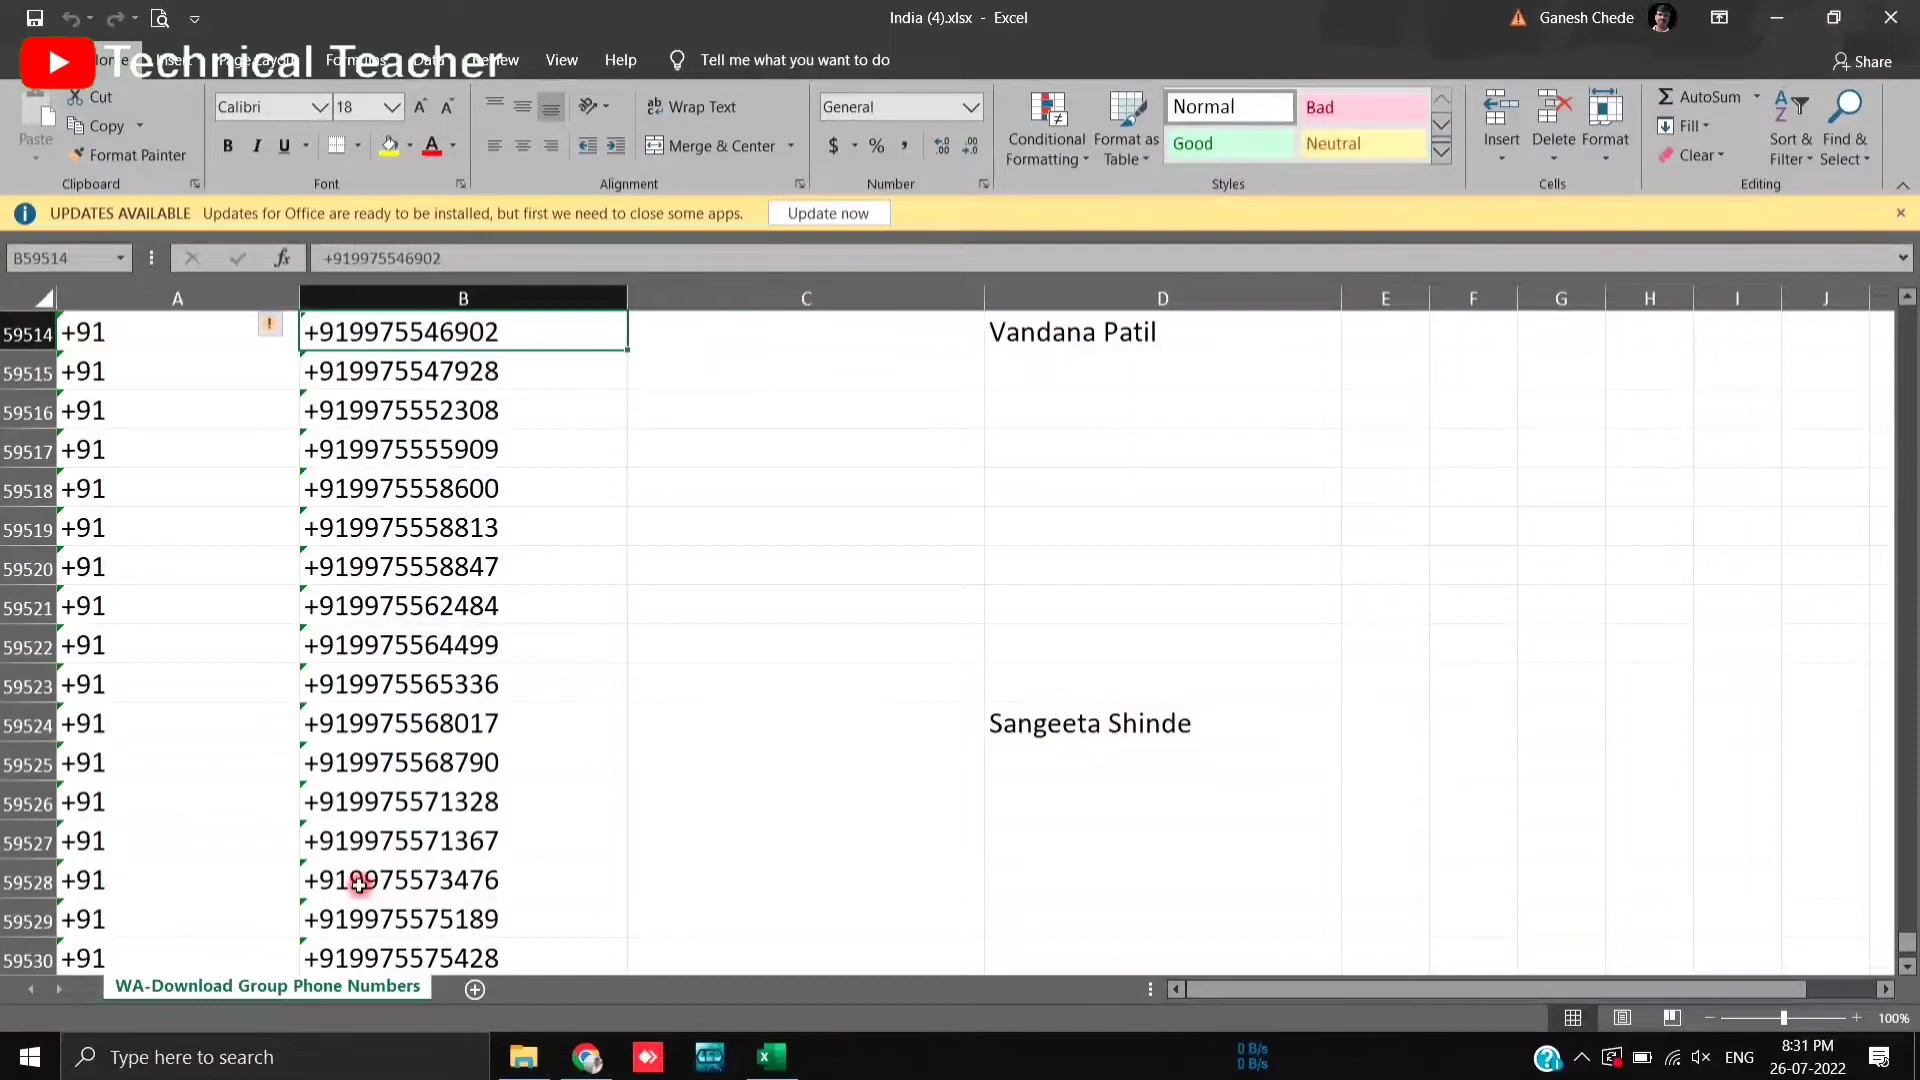 India (4).xlsx - Excel
Ganesh Chede
Technical Teacher
View Help Tell me what you want to do
Share
Cut
Copy
Format Painter
Paste
Clipboard
Calibri 18
B I U
Font
Wrap Text
Merge & Center
Alignment
General
$ % ,
Number
Conditional Formatting
Format as Table
Normal Bad
Good Neutral
Styles
Insert Delete Format
Cells
AutoSum
Fill
Clear
Sort & Filter
Find & Select
Editing
UPDATES AVAILABLE Updates for Office are ready to be installed, but first we need to close some apps. Update now
B59514 fx +919975546902
A B C D E F G H I J
59514 +91 +919975546902 Vandana Patil
59515 +91 +919975547928
59516 +91 +919975552308
59517 +91 +919975555909
59518 +91 +919975558600
59519 +91 +919975558813
59520 +91 +919975558847
59521 +91 +919975562484
59522 +91 +919975564499
59523 +91 +919975565336
59524 +91 +919975568017 Sangeeta Shinde
59525 +91 +919975568790
59526 +91 +919975571328
59527 +91 +919975571367
59528 +91 +919975573476
59529 +91 +919975575189
59530 +91 +919975575428
WA-Download Group Phone Numbers
100%
Type here to search
0 B/s
0 B/s
ENG
8:31 PM
26-07-2022